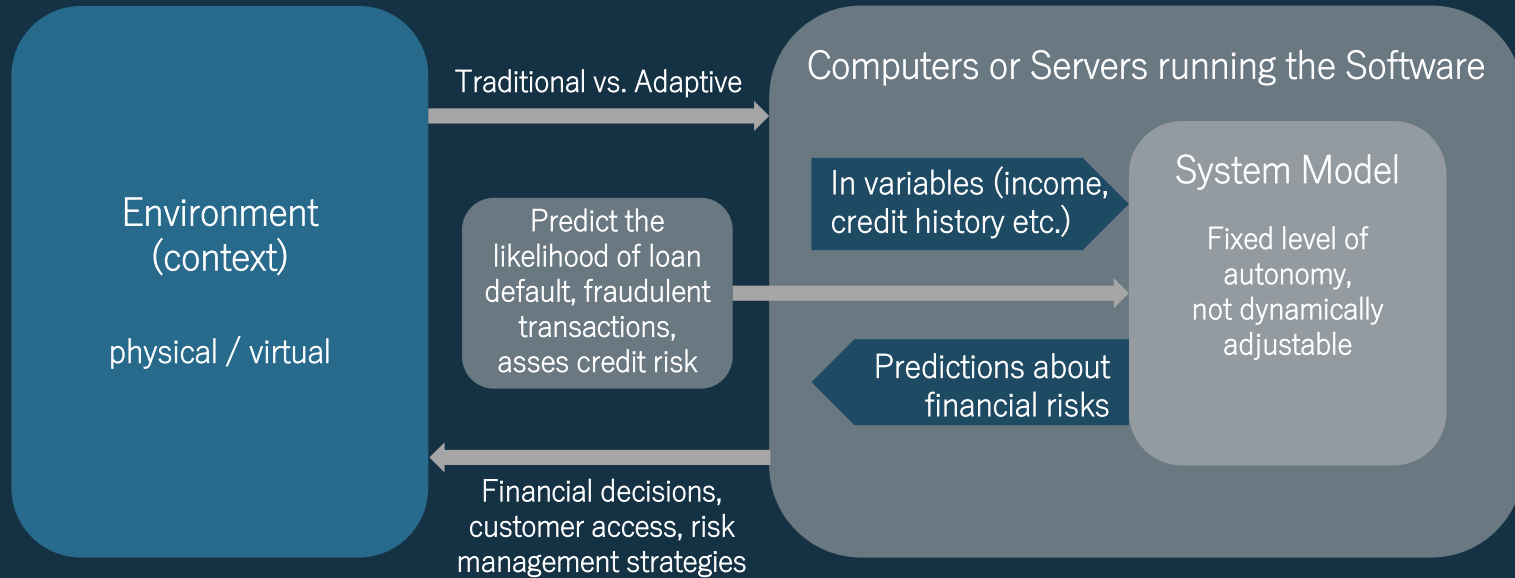 Environment
(context)
physical / virtual
Traditional vs. Adaptive
Predict the
likelihood of loan
default, fraudulent
transactions,
asses credit risk
Financial decisions,
customer access, risk
management strategies
Computers or Servers running the Software
In variables (income,
credit history etc.)
Predictions about
financial risks
System Model
Fixed level of
autonomy,
not dynamically
adjustable